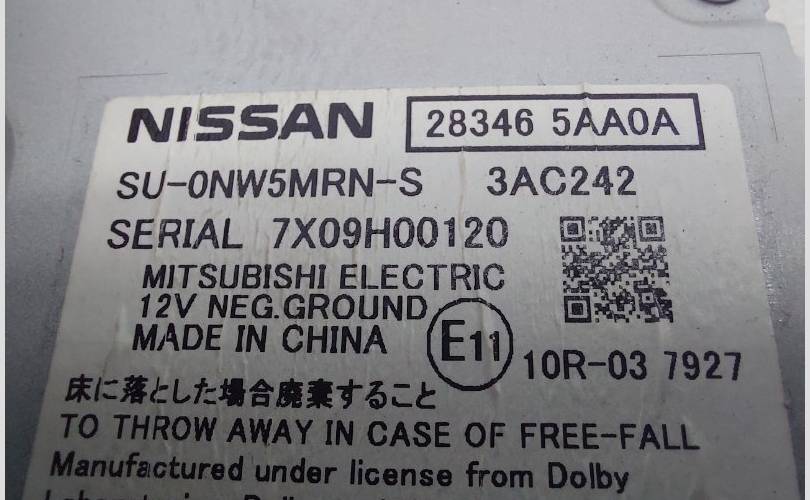 NISSAN 28346 5AA0A
SU-0NW5MRN-S 3AC242
SERIAL 7X09H00120
MITSUBISHI ELECTRIC
12V NEG.GROUND
MADE IN CHINA
E11 10R-03 7927
床に落とした場合廃棄すること
TO THROW AWAY IN CASE OF FREE-FALL
Manufactured under license from Dolby